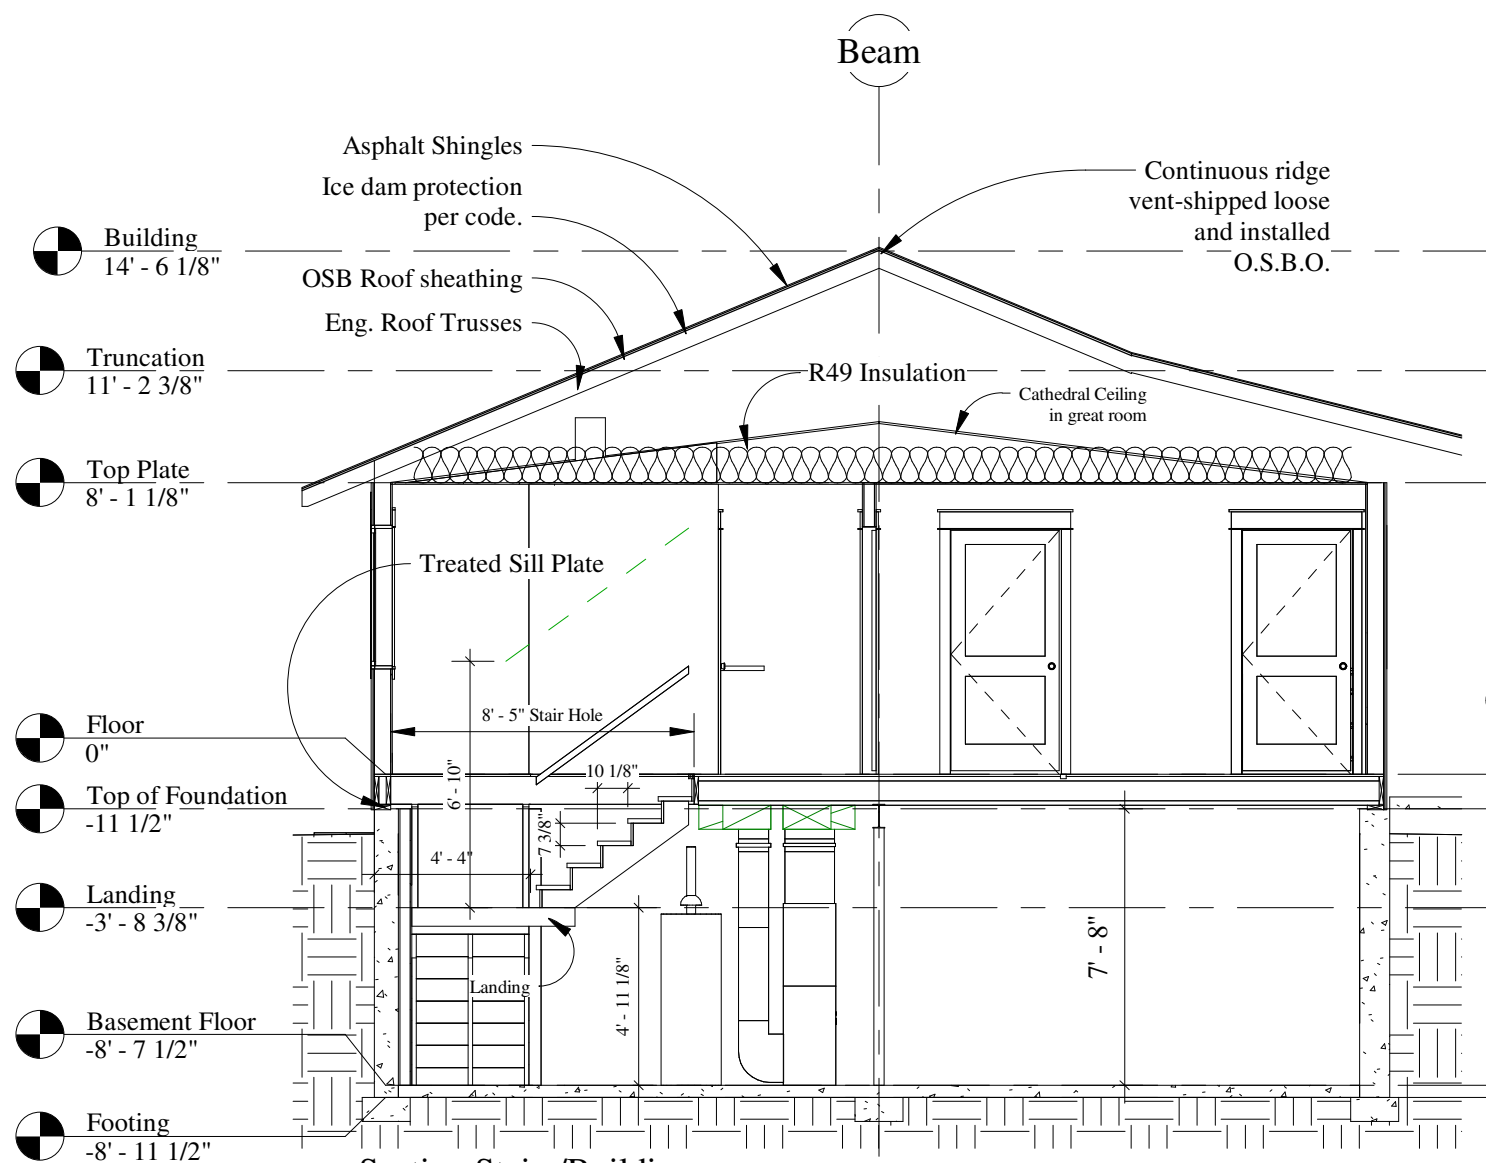 Beam
Asphalt Shingles
Ice dam protection
per code.
OSB Roof sheathing
Eng. Roof Trusses
Continuous ridge
vent-shipped loose
and installed
O.S.B.O.
Building
14' - 6 1/8"
Truncation
11' - 2 3/8"
R49 Insulation
Cathedral Ceiling
in great room
Top Plate
8' - 1 1/8"
Treated Sill Plate
Floor
0"
8' - 5" Stair Hole
6' - 10"
10 1/8"
Top of Foundation
-11 1/2"
7 3/8"
4' - 4"
Landing
-3' - 8 3/8"
7' - 8"
Landing
4' - 11 1/8"
Basement Floor
-8' - 7 1/2"
Footing
-8' - 11 1/2"